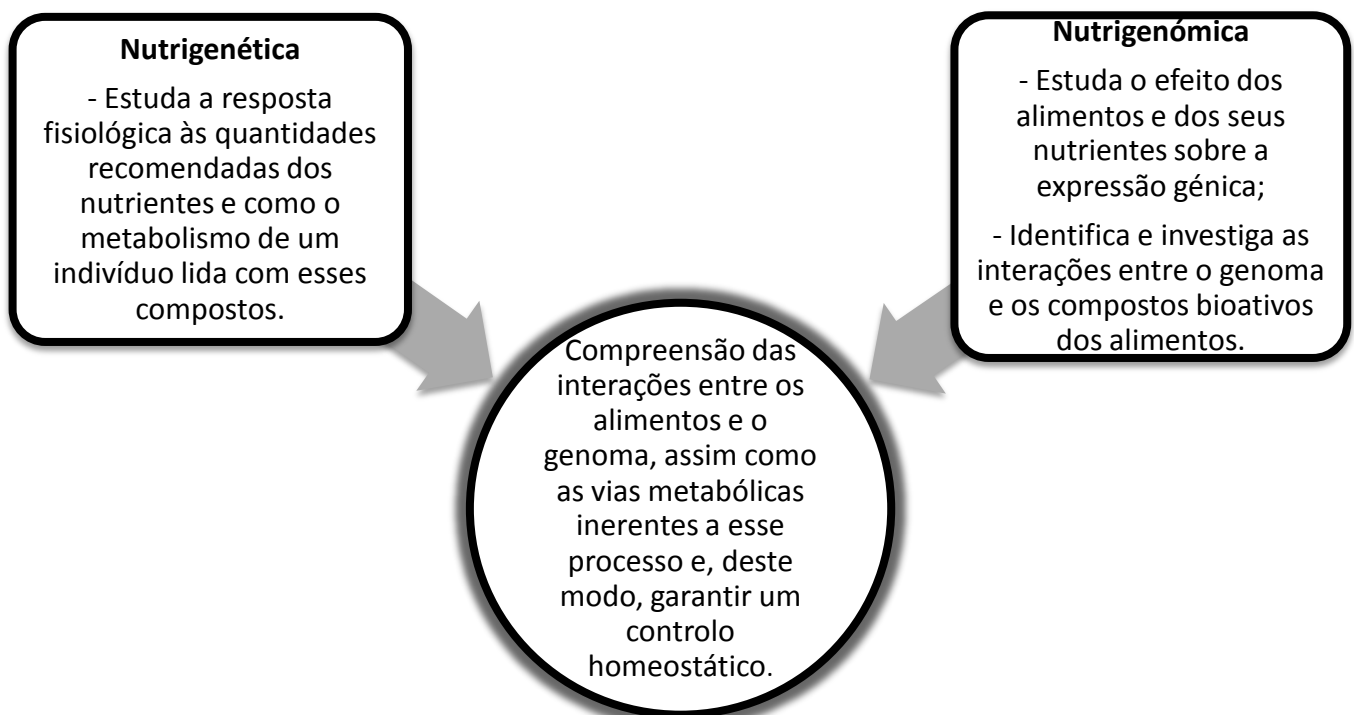 Nutrigenética
- Estuda a resposta
fisiológica às quantidades
recomendadas dos
nutrientes e como o
metabolismo de um
indivíduo lida com esses
compostos.
Nutrigenómica
- Estuda o efeito dos
alimentos e dos seus
nutrientes sobre a
expressão génica;
- Identifica e investiga as
interações entre o genoma
e os compostos bioativos
dos alimentos.
Compreensão das
interações entre os
alimentos e o
genoma, assim como
as vias metabólicas
inerentes a esse
processo e, deste
modo, garantir um
controlo
homeostático.